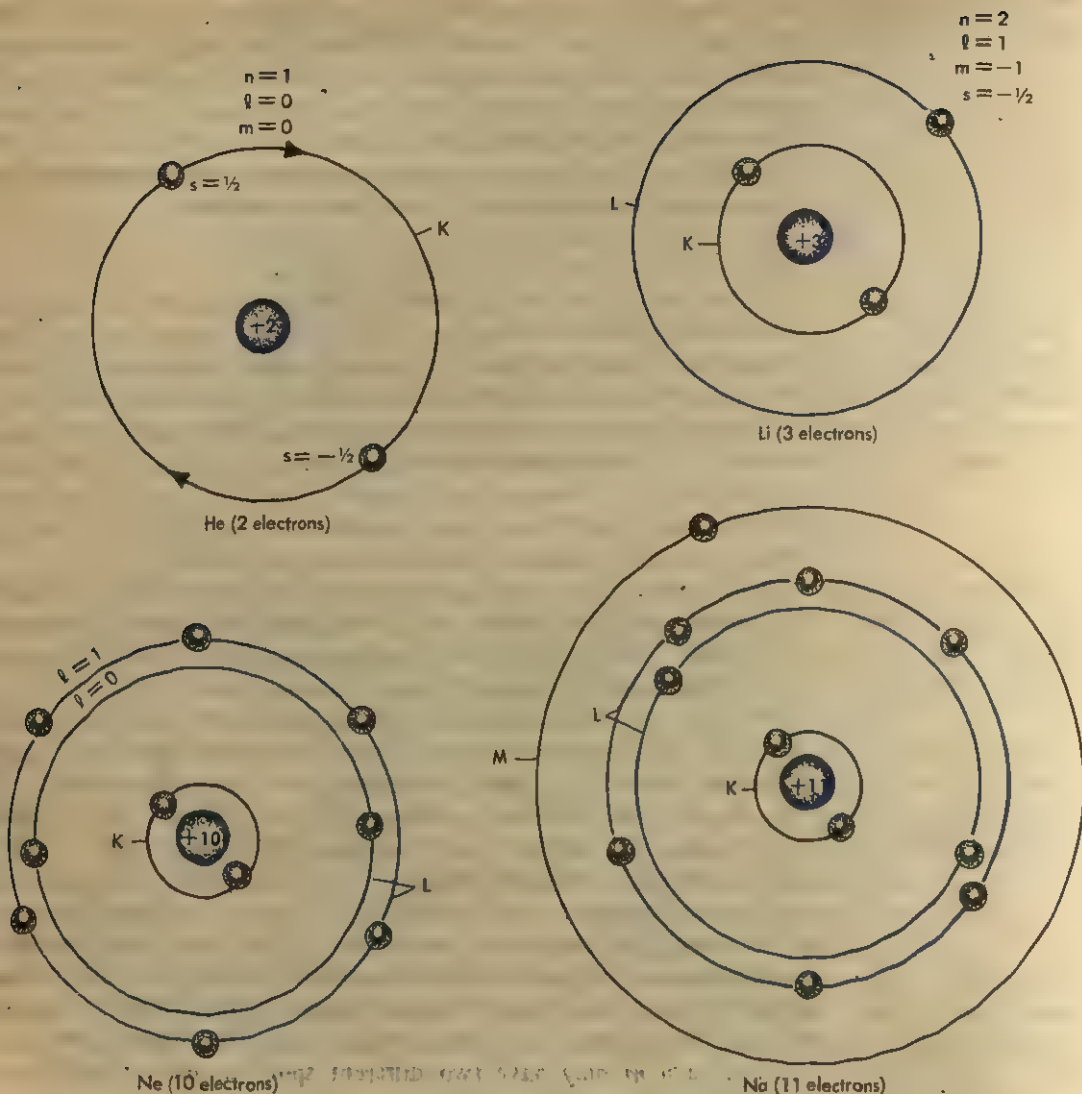 n = 1
ℓ = 0
m = 0
s = ½
K
+2
s = −½
He (2 electrons)
n = 2
ℓ = 1
m = −1
s = −½
L
K
+3
Li (3 electrons)
ℓ = 1
ℓ = 0
K
+10
L
Ne (10 electrons)
M
L
K
+11
Na (11 electrons)